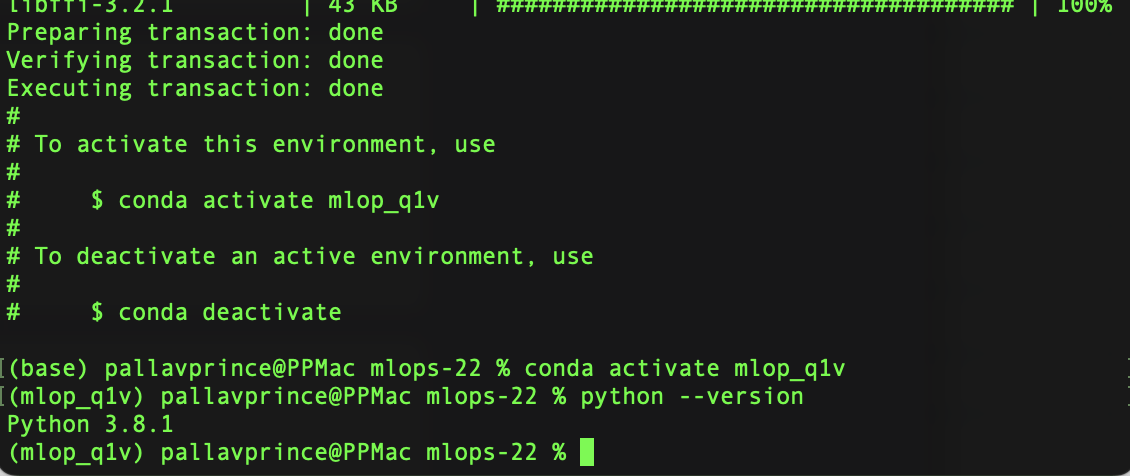 libffi-3.2.1         | 43 KB     | ##################################### | 100%
Preparing transaction: done
Verifying transaction: done
Executing transaction: done
#
# To activate this environment, use
#
#     $ conda activate mlop_q1v
#
# To deactivate an active environment, use
#
#     $ conda deactivate
[(base) pallavprince@PPMac mlops-22 % conda activate mlop_q1v
[(mlop_q1v) pallavprince@PPMac mlops-22 % python --version
Python 3.8.1
(mlop_q1v) pallavprince@PPMac mlops-22 %